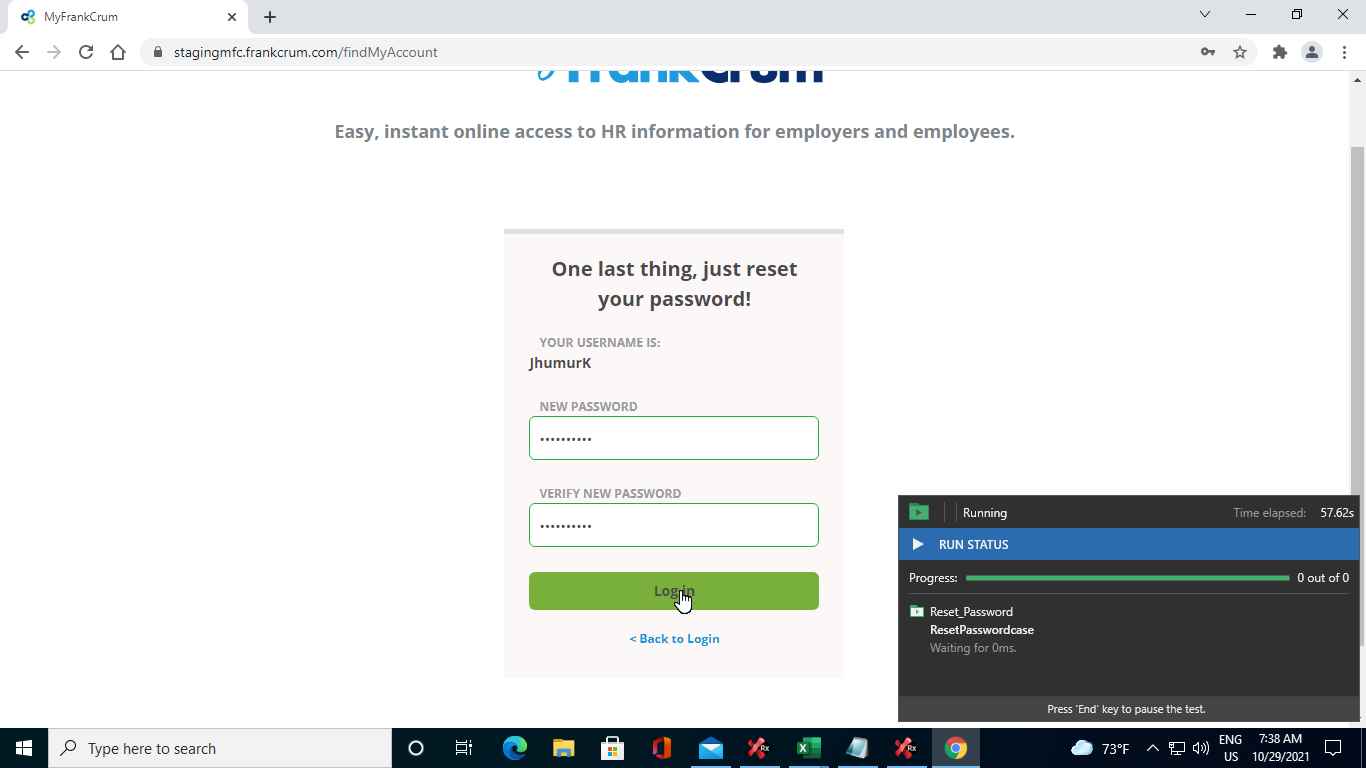 MyFrankCrum
stagingmfc.frankcrum.com/findMyAccount
frankCrum
Easy, instant online access to HR information for employers and employees.
One last thing, just reset
your password!
YOUR USERNAME IS:
JhumurK
NEW PASSWORD
••••••••••
VERIFY NEW PASSWORD
••••••••••
Log in
< Back to Login
Running
Time elapsed: 57.62s
RUN STATUS
Progress: 0 out of 0
Reset_Password
ResetPasswordcase
Waiting for 0ms.
Press 'End' key to pause the test.
Type here to search
Rx
Rx
73°F
ENG
US
7:38 AM
10/29/2021